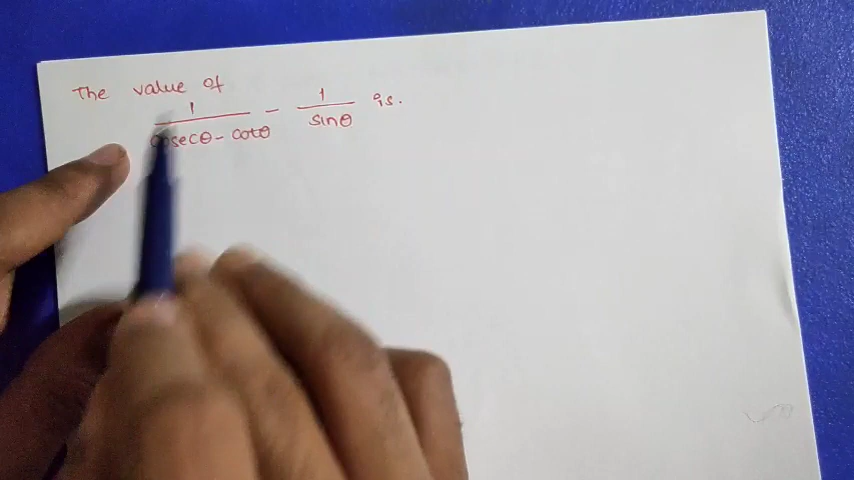 The value of
1/cosecθ - cotθ - 1/sinθ is.